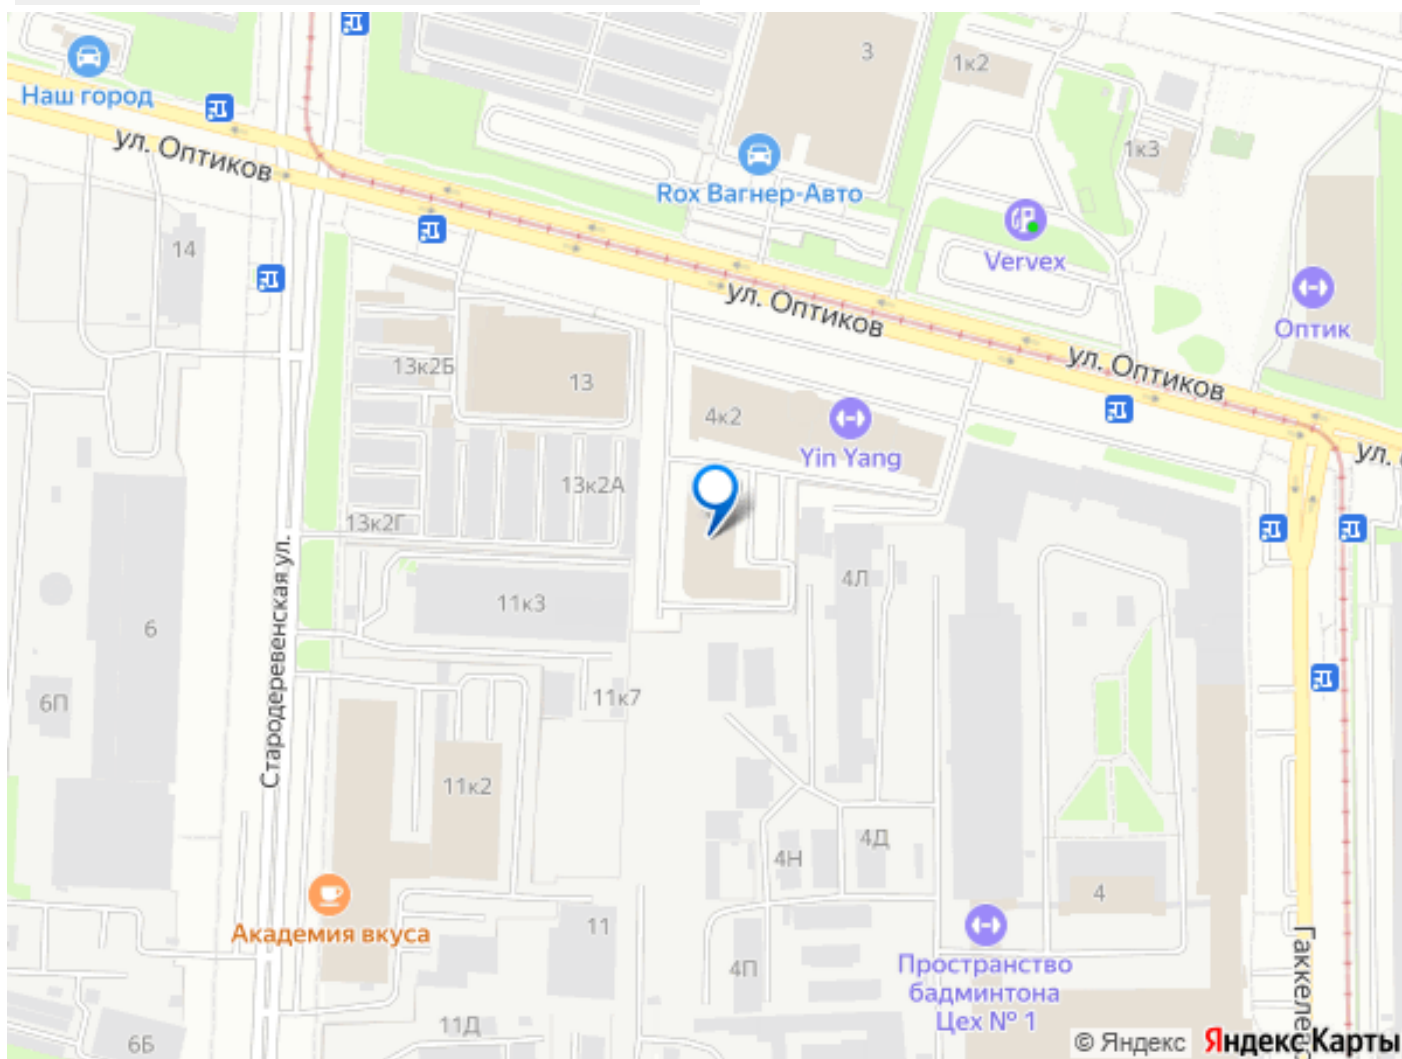 3
1к2
Наш город
ул. Оптиков
1к3
Rox Вагнер-Авто
14
Vervex
ул. Оптиков
Оптик
13к2Б
13
ул. Оптиков
4к2
Yin Yang
ул.
13к2А
13к2Г
4Л
Стародеревенская ул.
11к3
6
6П
11к7
11к2
4Д
4Н
4
Академия вкуса
11
4П
Пространство
бадминтона
Цех № 1
Гаккелев
11Д
6Б
© Яндекс Яндекс Карты